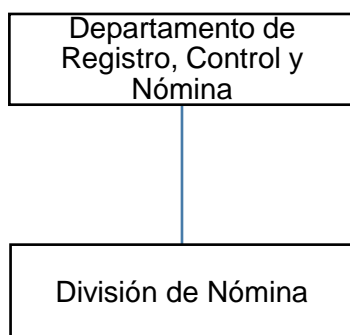 Departamento de
Registro, Control y
Nómina
División de Nómina